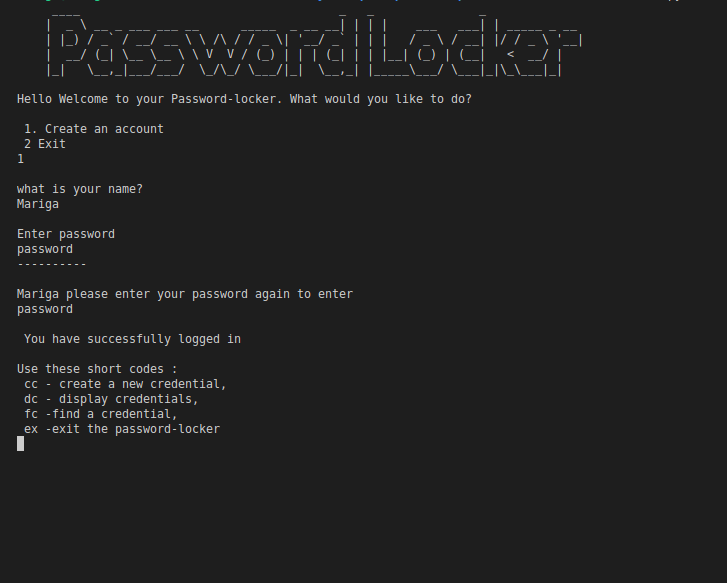 Password Locker
Hello Welcome to your Password-locker. What would you like to do?
1. Create an account
2 Exit
1
what is your name?
Mariga
Enter password
password
----------
Mariga please enter your password again to enter
password
You have successfully logged in
Use these short codes :
cc - create a new credential,
dc - display credentials,
fc -find a credential,
ex -exit the password-locker